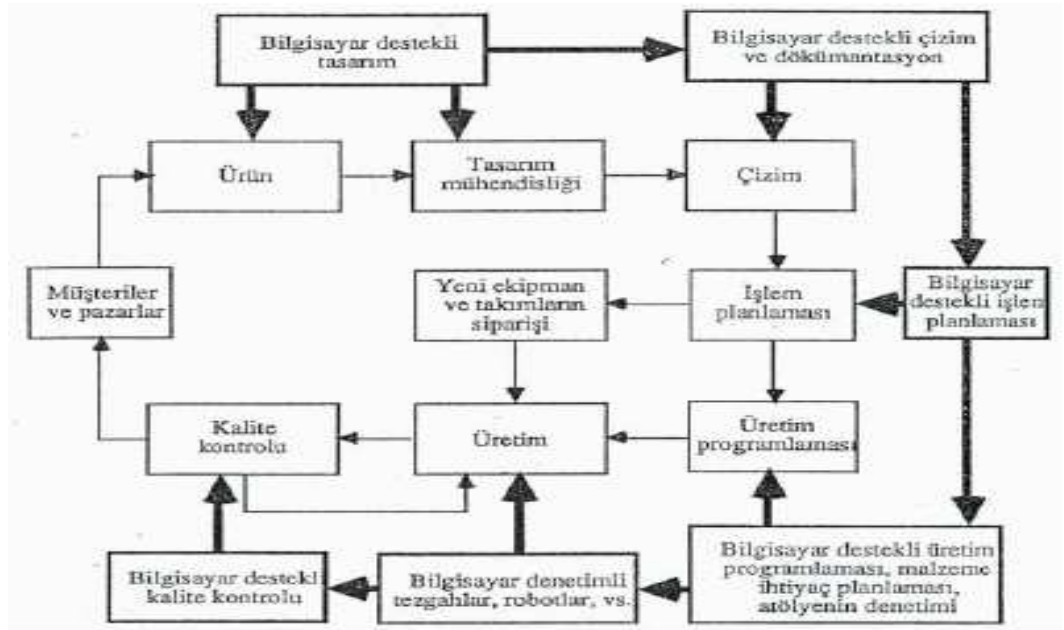 Bilgisayar destekli
tasarım
Bilgisayar destekli çizim
ve dökümantasyon
Ürün
Tasarım
mühendisliği
Çizim
Müşteriler
ve pazarlar
Yeni ekipman
ve takımların
siparişi
İşlem
planlaması
Bilgisayar
destekli işlen
planlaması
Kalite
kontrolu
Üretim
Üretim
programlaması
Bilgisayar destekli
kalite kontrolu
Bilgisayar denetimli
tezgahlar, robotlar, vs.
Bilgisayar destekli üretim
programlaması, malzeme
ihtiyaç planlaması,
atölyenin denetimi